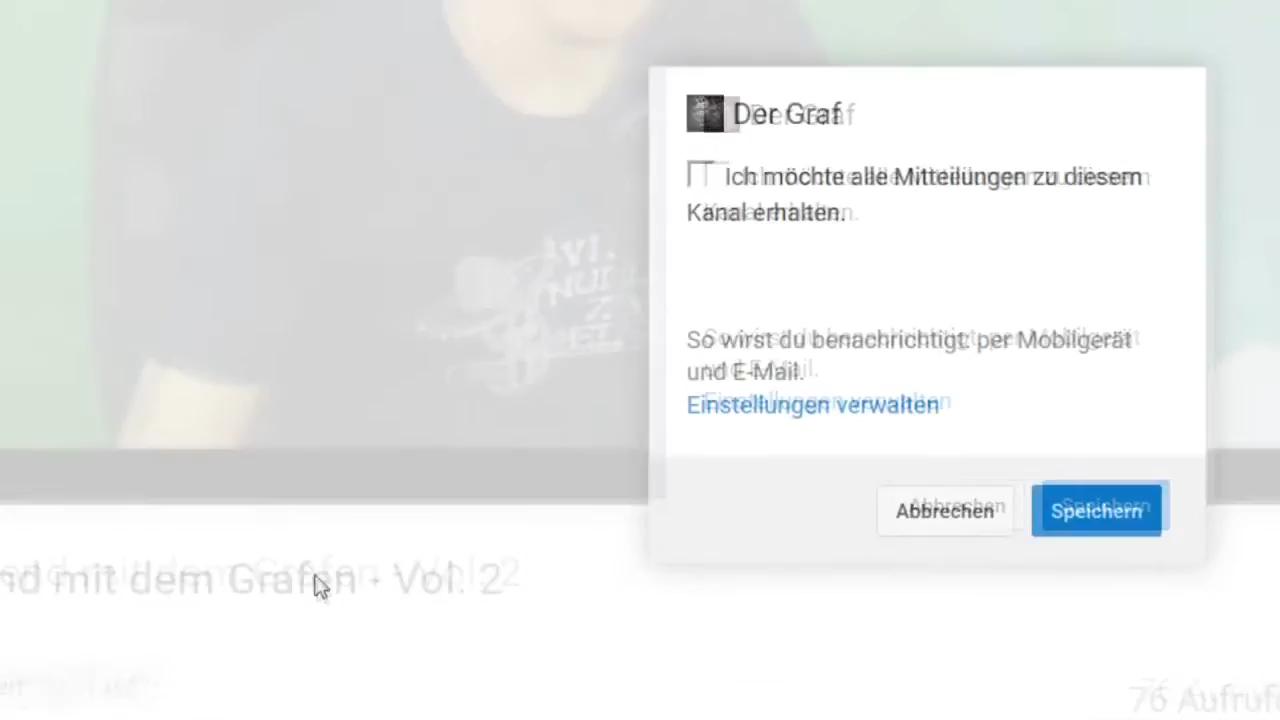 Der Graf
Ich möchte alle Mitteilungen zu diesem
Kanal erhalten.
So wirst du benachrichtigt: per Mobilgerät
und E-Mail.
Einstellungen verwalten
Abbrechen Speichern
nd mit dem Grafen - Vol. 2
76 Aufrufe